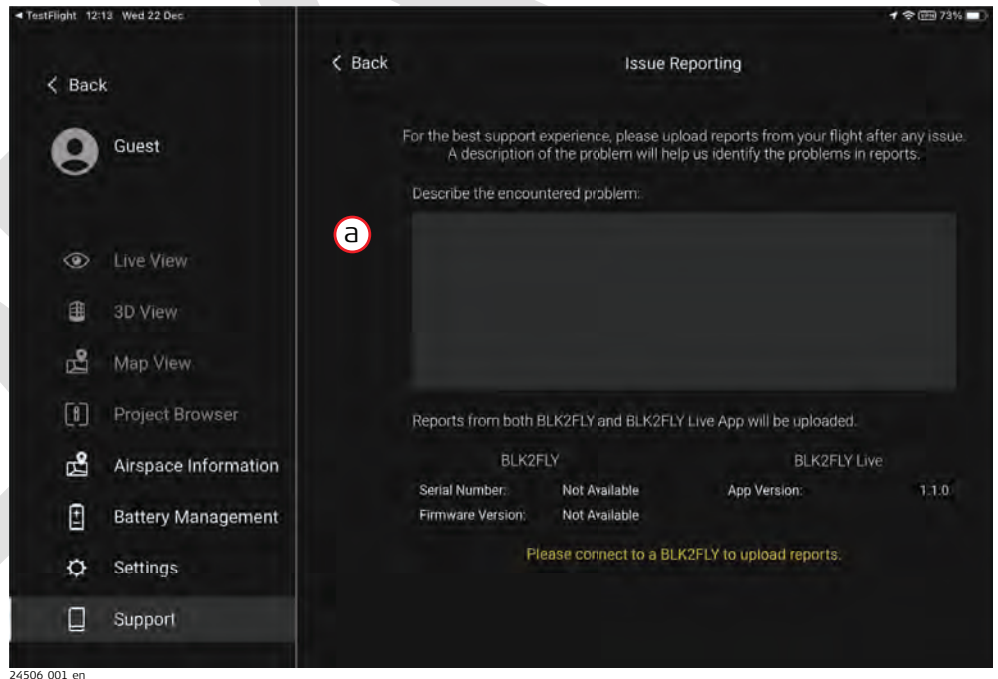 TestFlight 12:13 Wed 22 Dec
VPN 73%
Back
Guest
Live View
3D View
Map View
Project Browser
Airspace Information
Battery Management
Settings
Support
Back
Issue Reporting
For the best support experience, please upload reports from your flight after any issue.
A description of the problem will help us identify the problems in reports.
Describe the encountered problem:
a
Reports from both BLK2FLY and BLK2FLY Live App will be uploaded.
BLK2FLY BLK2FLY Live
Serial Number: Not Available App Version: 1.1.0
Firmware Version: Not Available
Please connect to a BLK2FLY to upload reports.
24506_001_en